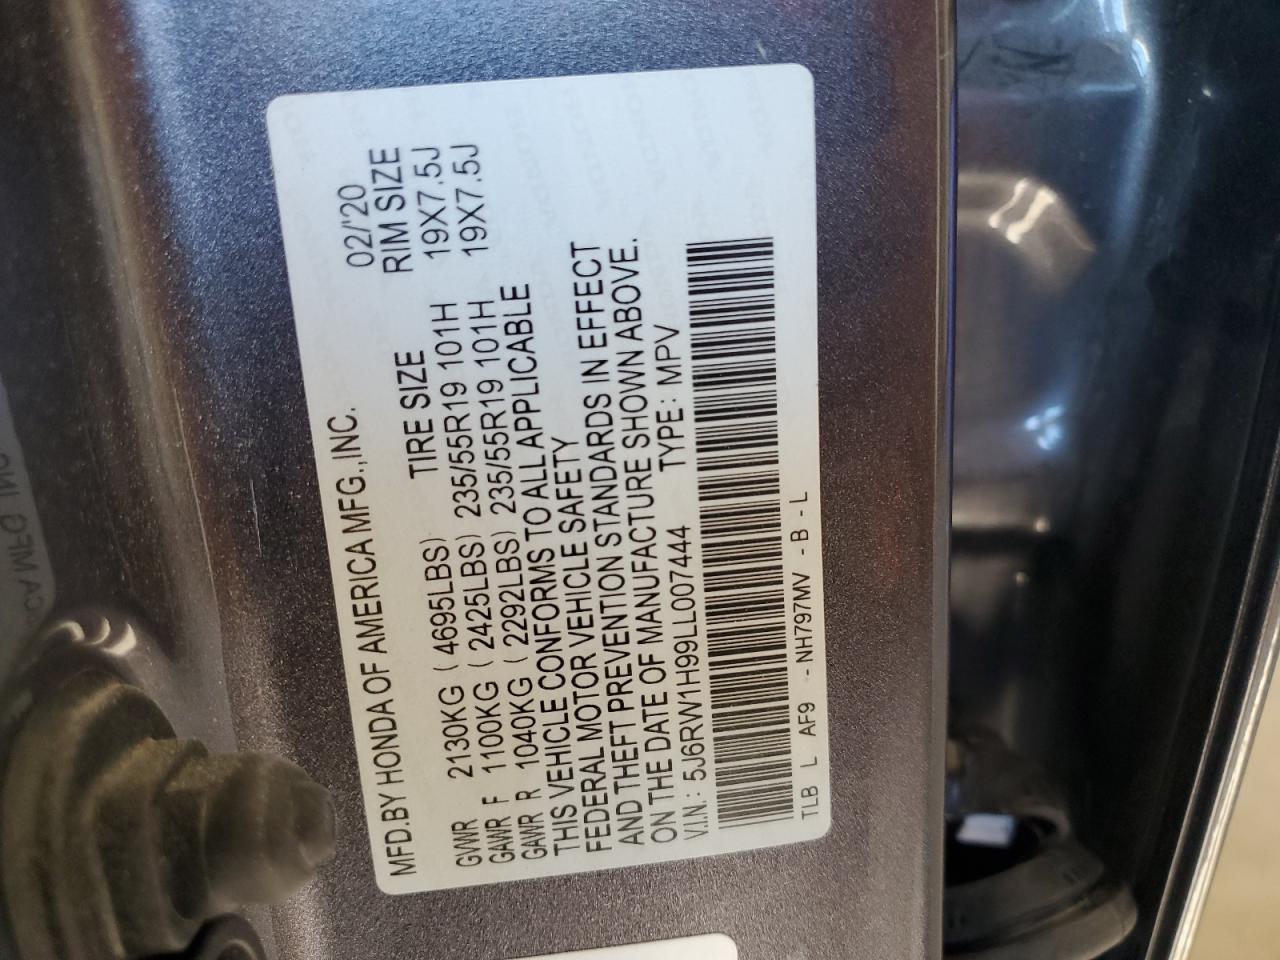 MFD.BY HONDA OF AMERICA MFG.,INC. 02/'20
TIRE SIZE RIM SIZE
GVWR 2130KG ( 4695LBS)
GAWR F 1100KG ( 2425LBS) 235/55R19 101H 19X7.5J
GAWR R 1040KG ( 2292LBS) 235/55R19 101H 19X7.5J
THIS VEHICLE CONFORMS TO ALL APPLICABLE
FEDERAL MOTOR VEHICLE SAFETY
AND THEFT PREVENTION STANDARDS IN EFFECT
ON THE DATE OF MANUFACTURE SHOWN ABOVE.
V.I.N.: 5J6RW1H99LL007444 TYPE: MPV
TLB L AF9 - NH797MV - B - L